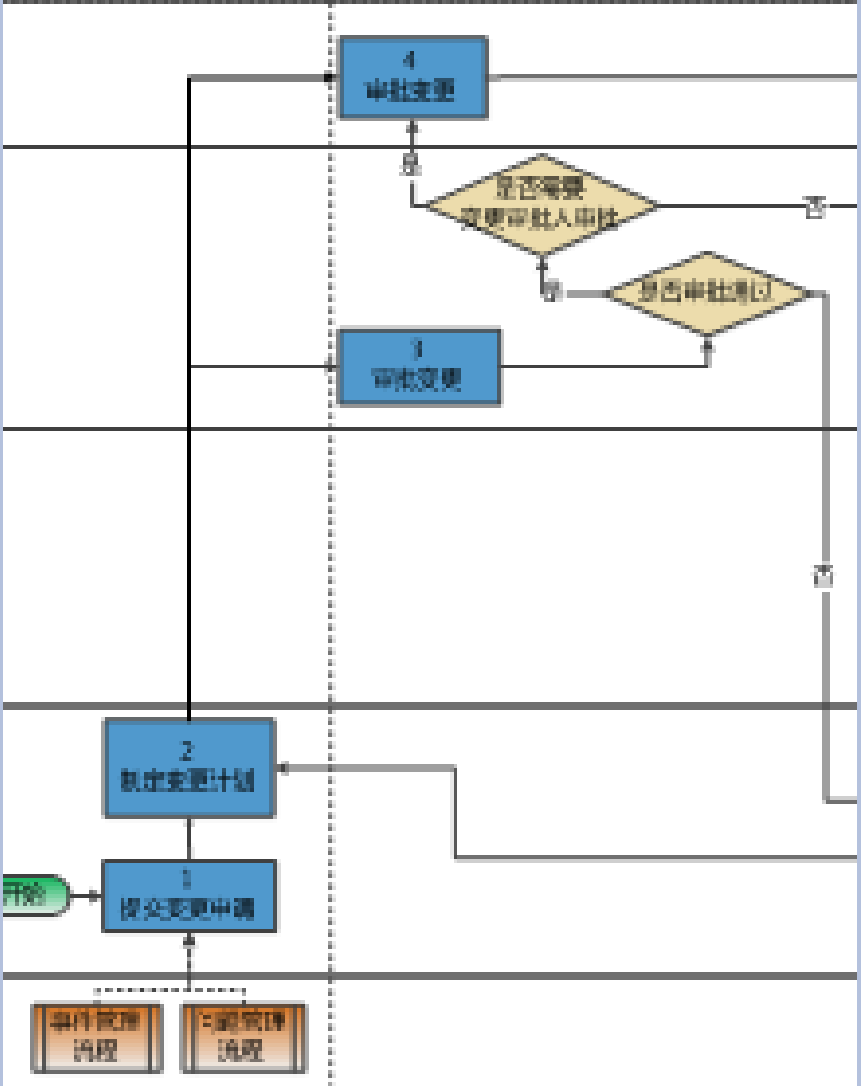 4
审批变更
是
是否需要
变更审批人审批
否
是
是否审批通过
3
审批变更
否
2
制定变更计划
开始
1
提交变更申请
事件管理
流程
问题管理
流程